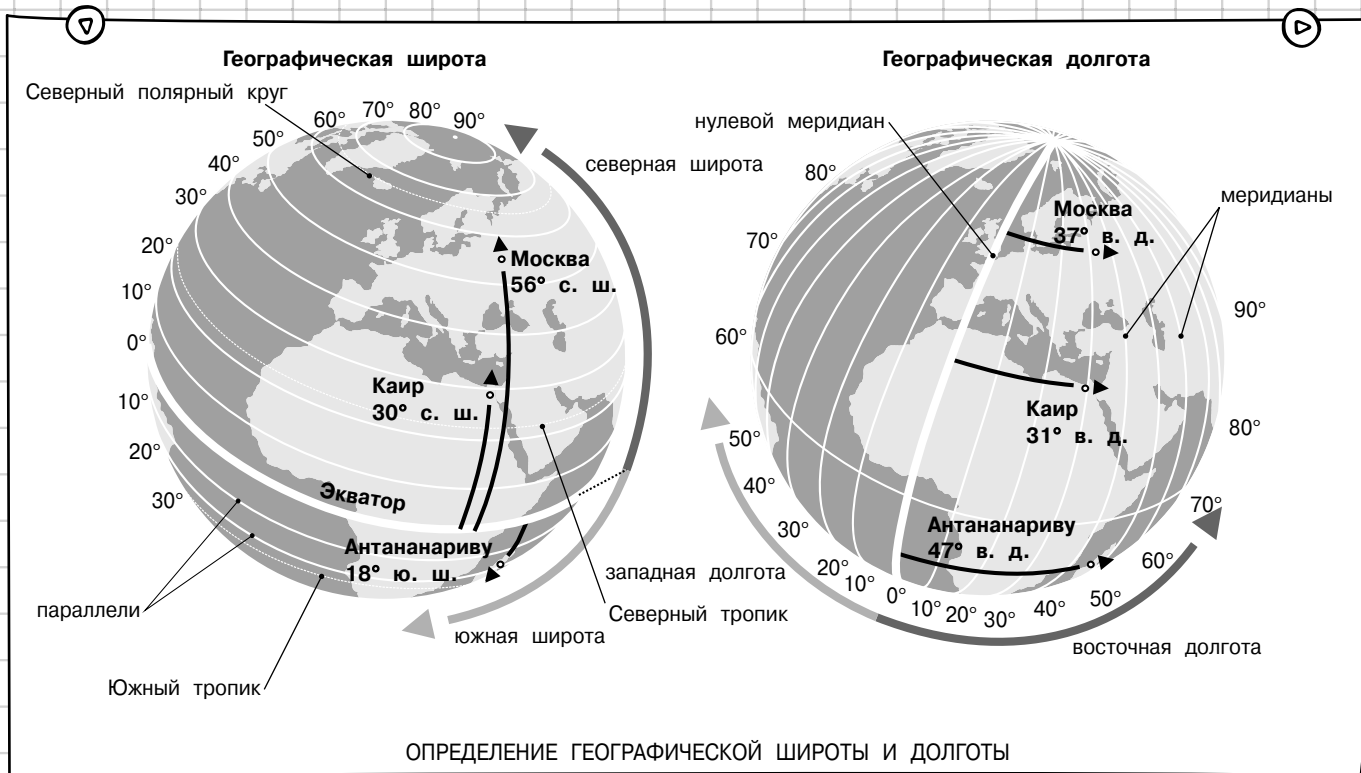 Географическая широта
Северный полярный круг
90°
80°
70°
60°
50°
40°
30°
20°
10°
0°
10°
20°
30°
северная широта
Москва
56° с. ш.
Каир
30° с. ш.
Экватор
Антананариву
18° ю. ш.
параллели
Южный тропик
южная широта
Северный тропик
западная долгота
Географическая долгота
нулевой меридиан
меридианы
Москва
37° в. д.
Каир
31° в. д.
Антананариву
47° в. д.
80°
70°
60°
50°
40°
30°
20°
10°
0°
10°
20°
30°
40°
50°
60°
70°
80°
90°
восточная долгота
ОПРЕДЕЛЕНИЕ ГЕОГРАФИЧЕСКОЙ ШИРОТЫ И ДОЛГОТЫ